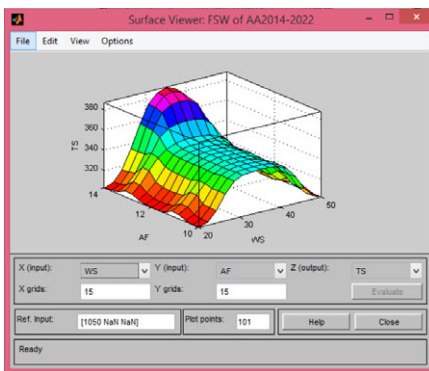 Surface Viewer: FSW of AA2014-2022
File Edit View Options
380
360
340
320
TS
14
12
10
AF
20
30
40
50
WS
X (input): WS Y (input): AF Z (output): TS
X grids: 15 Y grids: 15 Evaluate
Ref. Input: [1050 NaN NaN] Plot points: 101 Help Close
Ready